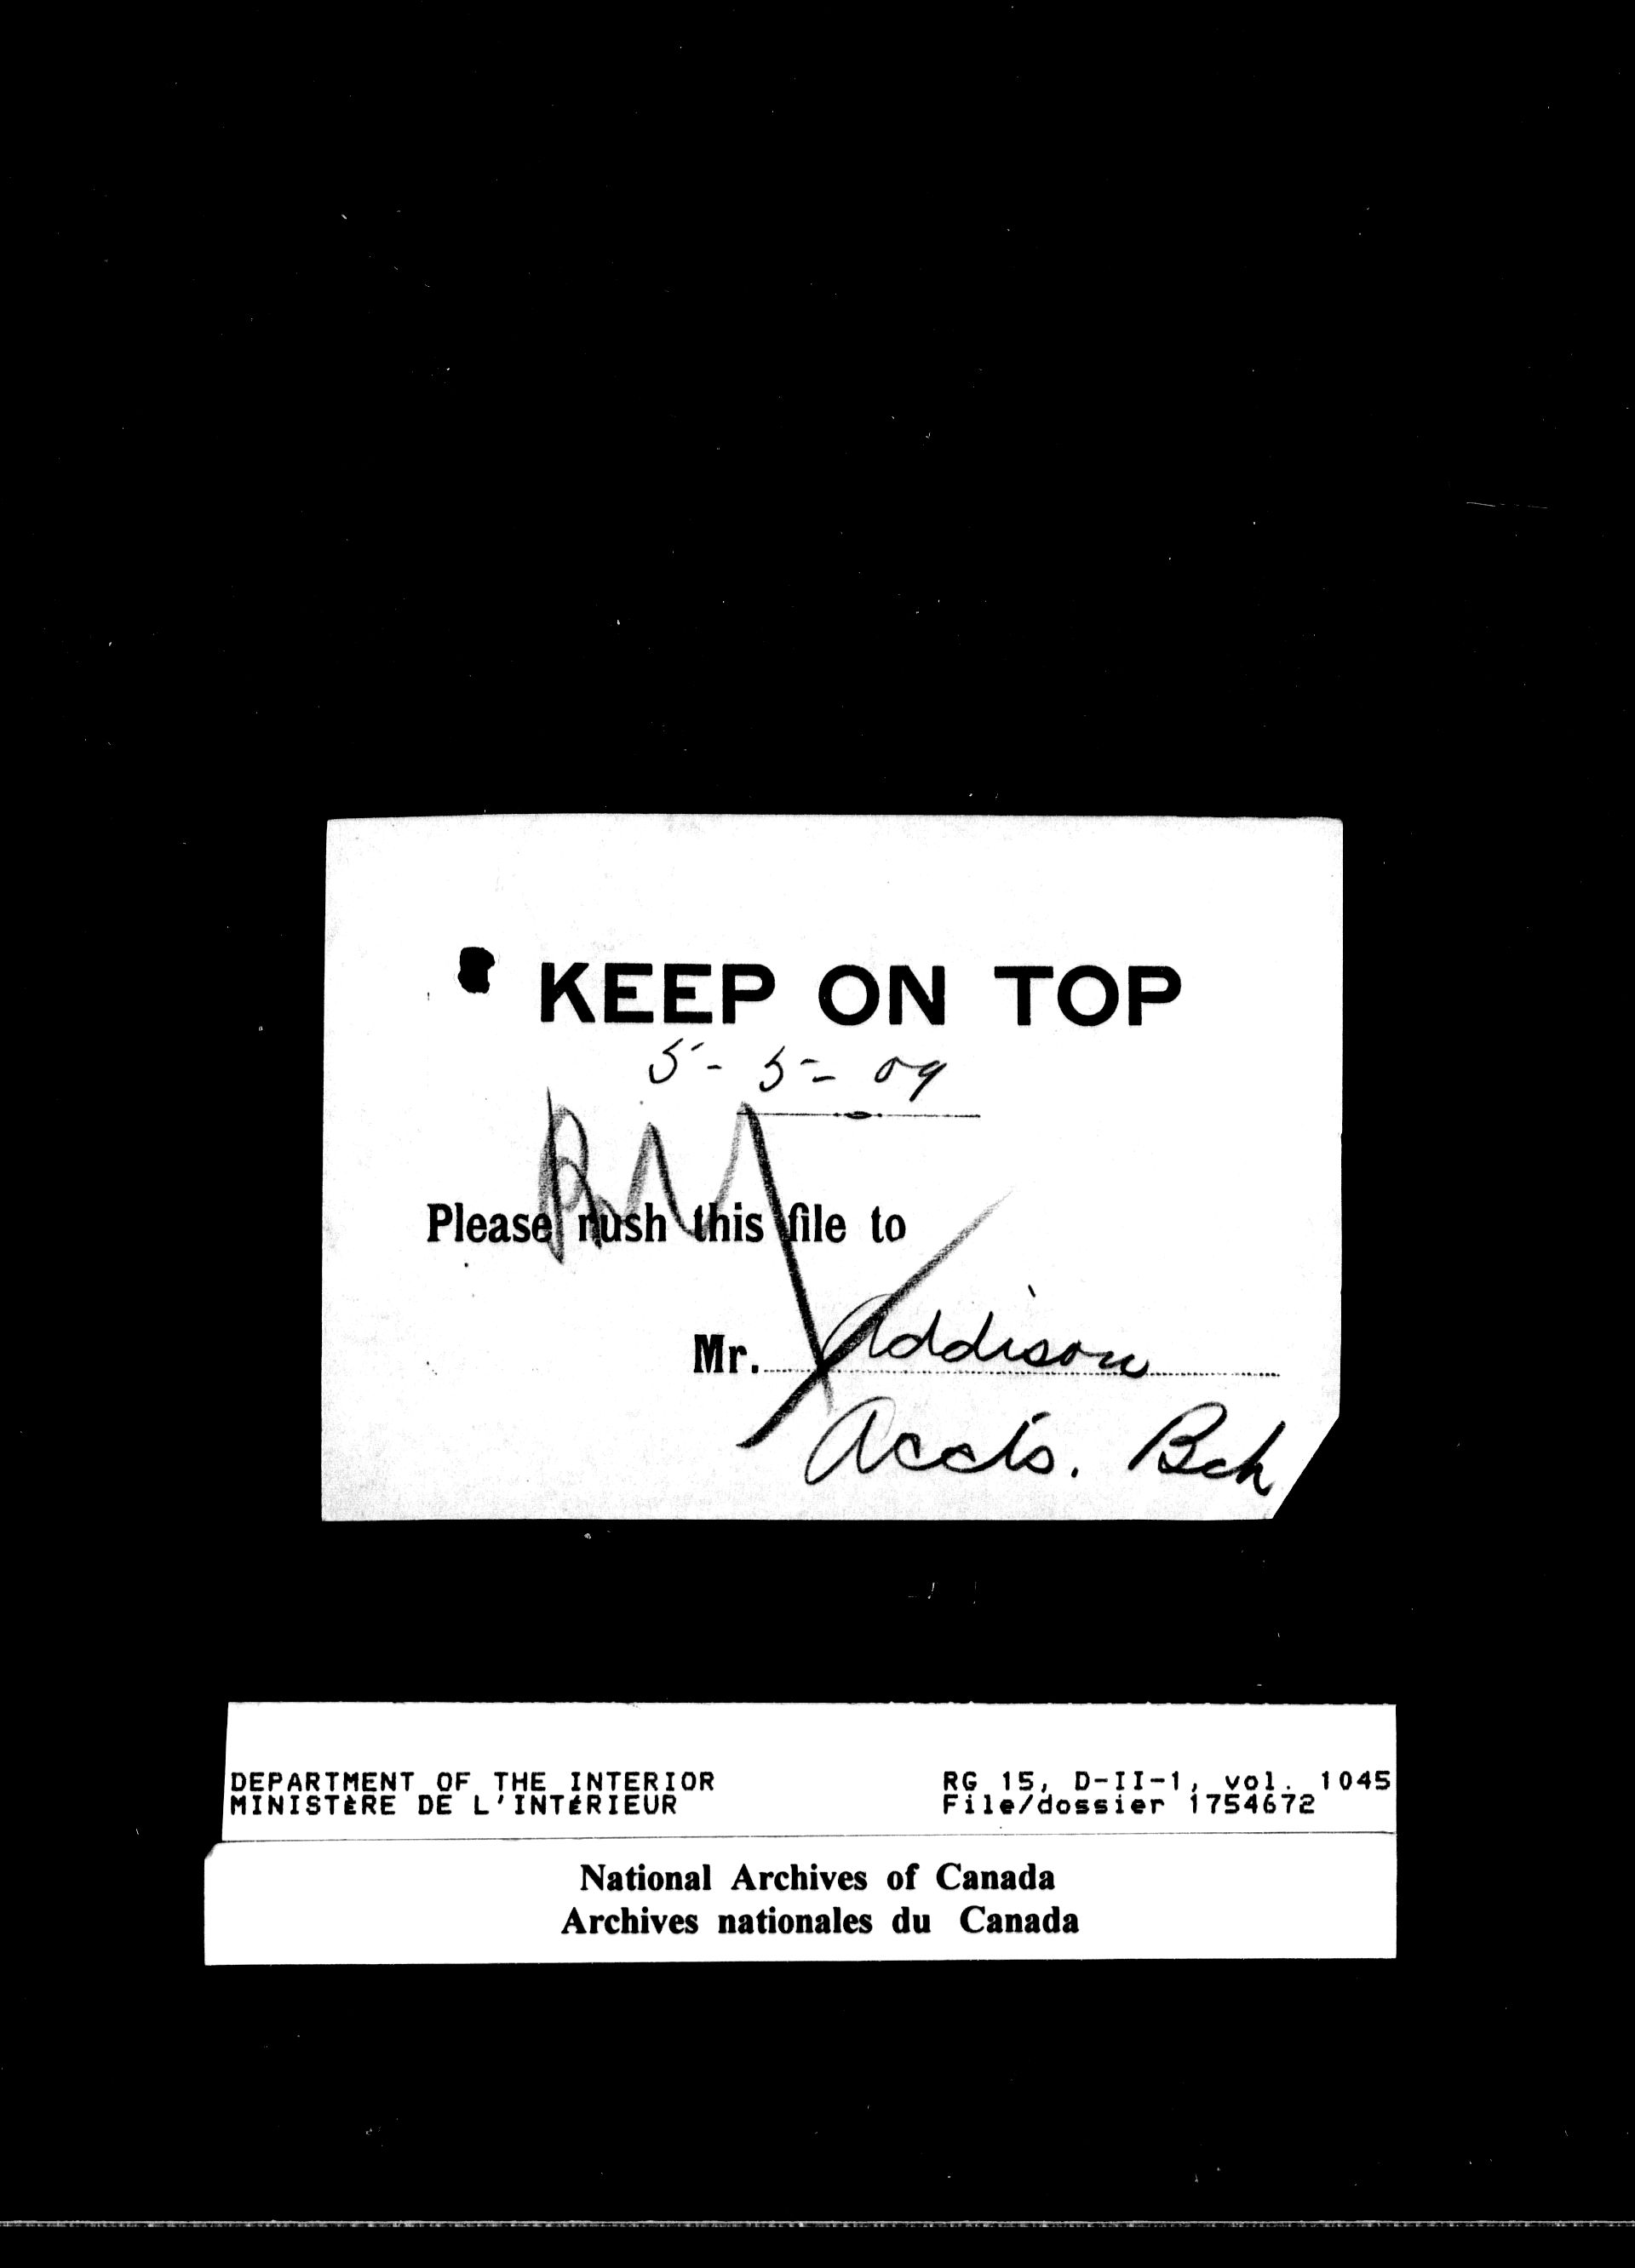 KEEP ON TOP
5-5-09
Please rush this file to
Mr. Addison
Accts. Bch
DEPARTMENT OF THE INTERIOR
MINISTÈRE DE L'INTÉRIEUR
RG 15, D-II-1, vol. 1045
File/dossier 1754672
National Archives of Canada
Archives nationales du Canada